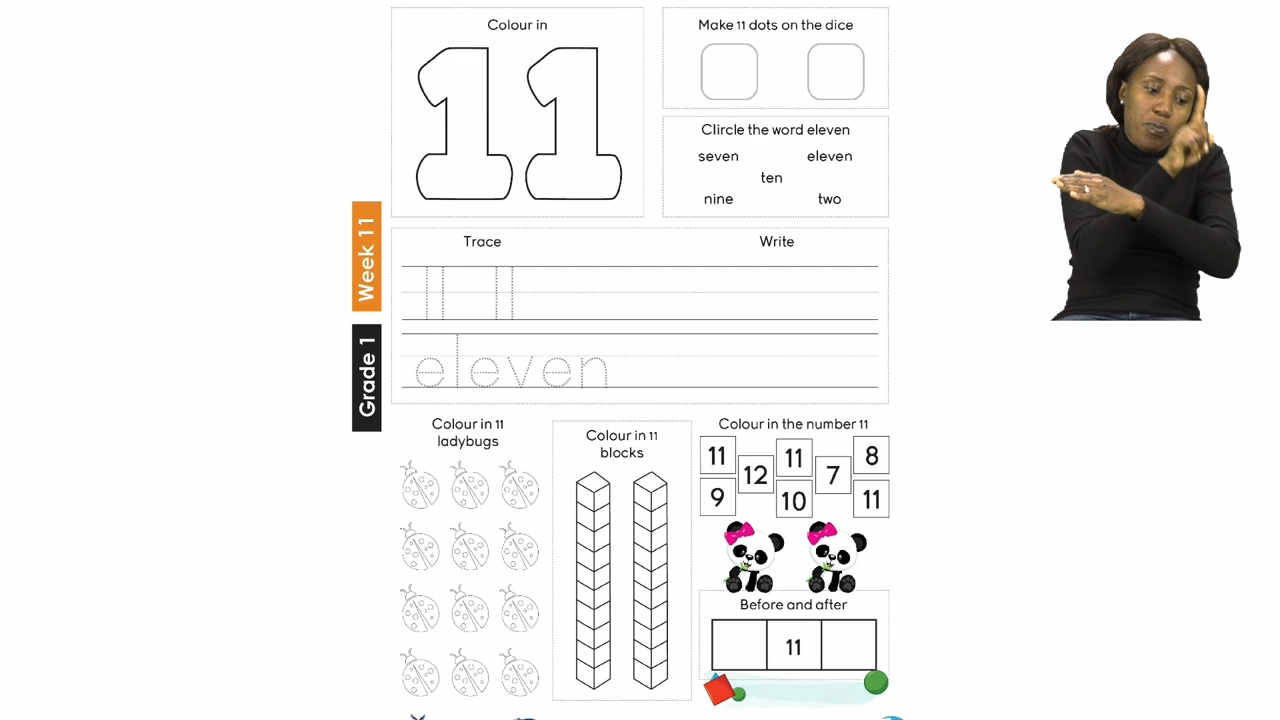 Colour in
11
Make 11 dots on the dice
Clircle the word eleven
seven eleven
ten
nine two
Week 11
Grade 1
Trace Write
11 11
eleven
Colour in 11
ladybugs
Colour in 11
blocks
Colour in the number 11
11 12 11 7 8
9 10 11
Before and after
11